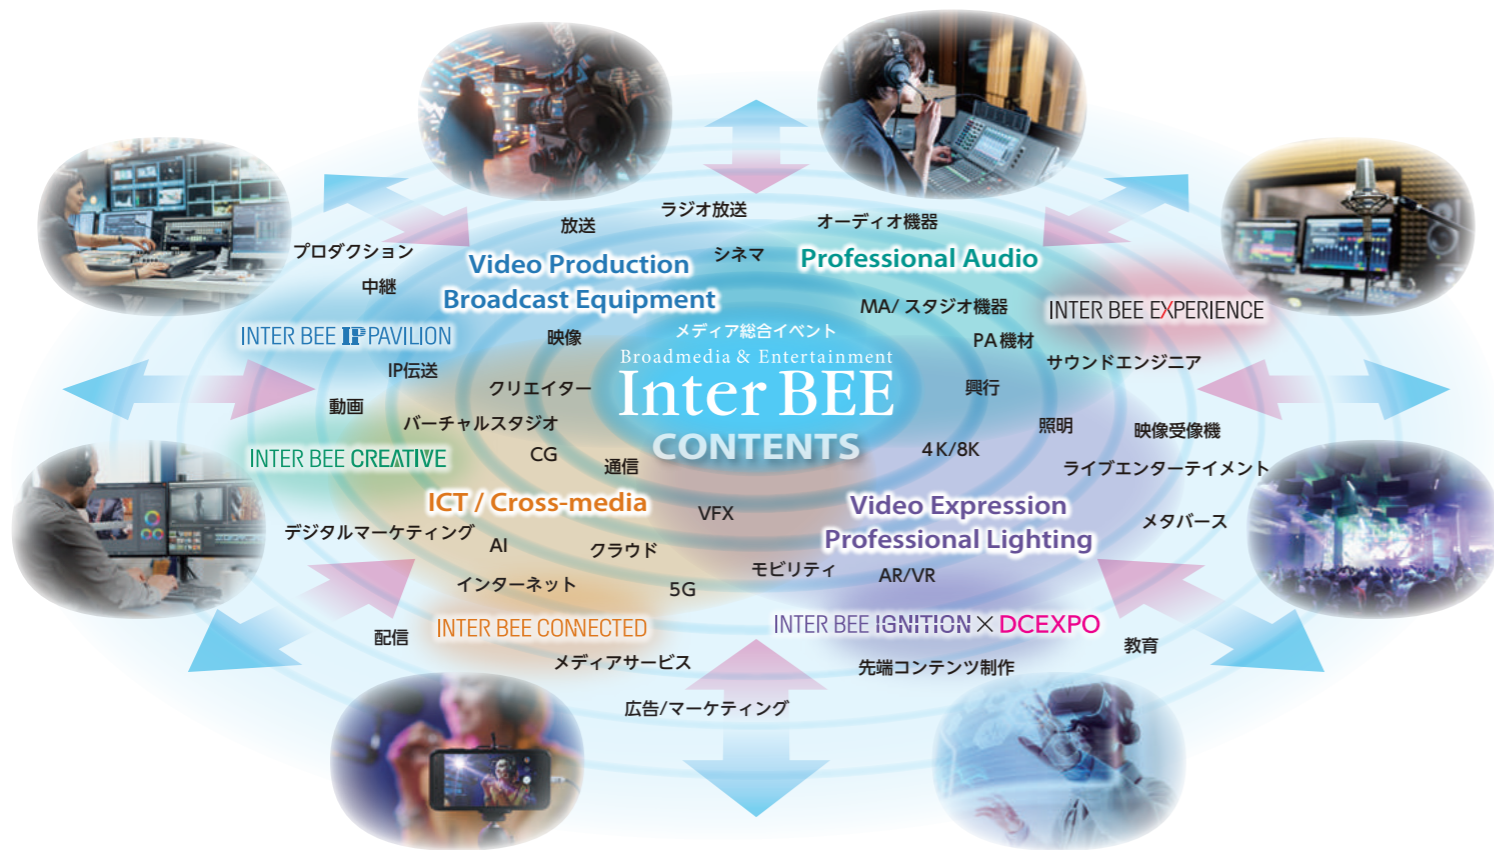 ラジオ放送
放送
オーディオ機器
プロダクション
シネマ
Video Production
Broadcast Equipment
Professional Audio
中継
MA/ スタジオ機器
INTER BEE EXPERIENCE
INTER BEE IP PAVILION
映像
メディア総合イベント
PA機材
Broadmedia & Entertainment
Inter BEE
CONTENTS
サウンドエンジニア
IP伝送
クリエイター
興行
動画
バーチャルスタジオ
照明
映像受像機
INTER BEE CREATIVE
CG
通信
4K/8K
ライブエンターテイメント
ICT / Cross-media
VFX
Video Expression
Professional Lighting
メタバース
デジタルマーケティング
AI
クラウド
モビリティ
AR/VR
インターネット
5G
INTER BEE CONNECTED
INTER BEE IGNITION × DCEXPO
配信
教育
メディアサービス
先端コンテンツ制作
広告/マーケティング